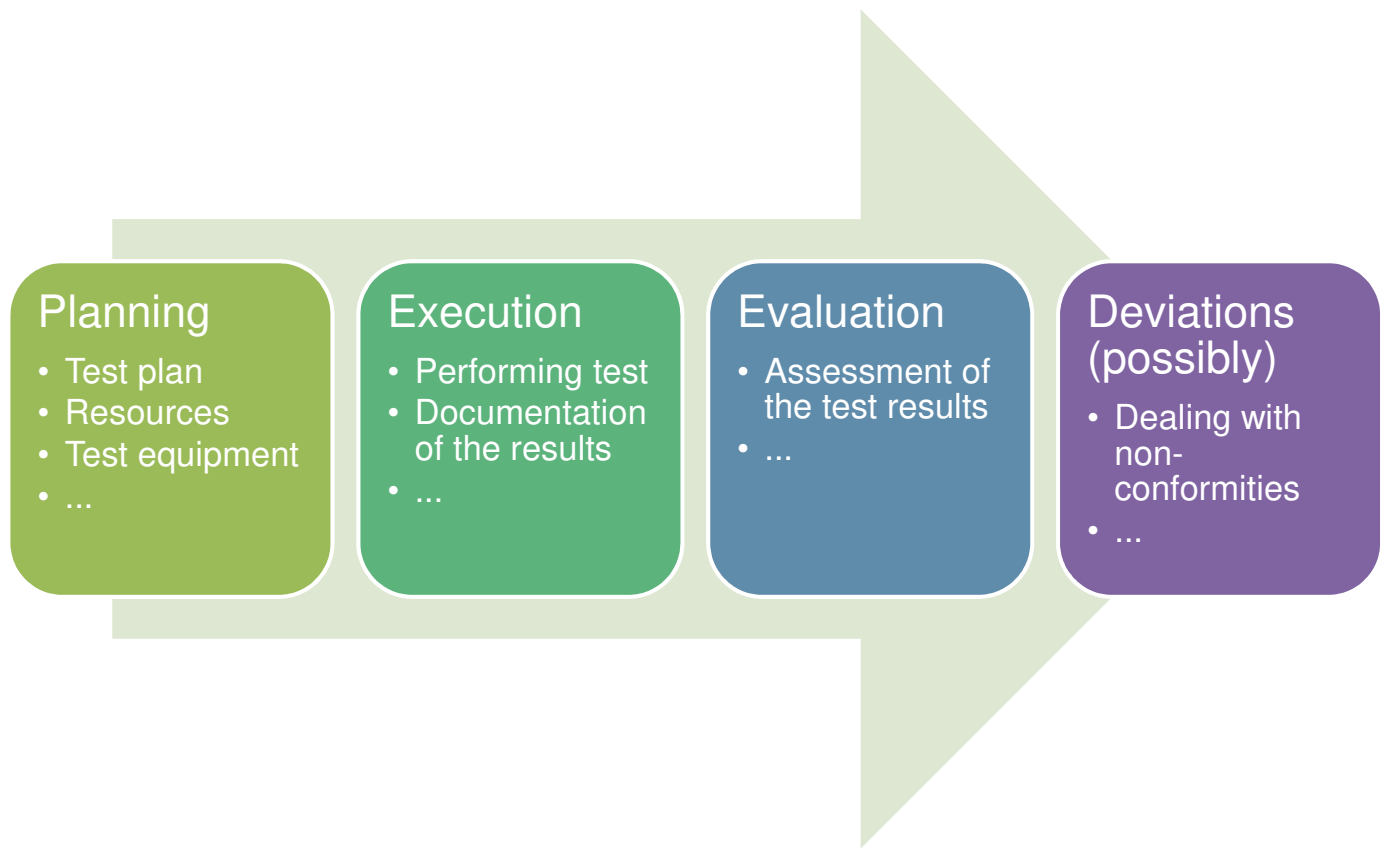 Planning
• Test plan
• Resources
• Test equipment
• ...
Execution
• Performing test
• Documentation
of the results
• ...
Evaluation
• Assessment of
the test results
• ...
Deviations
(possibly)
• Dealing with
non-
conformities
• ...